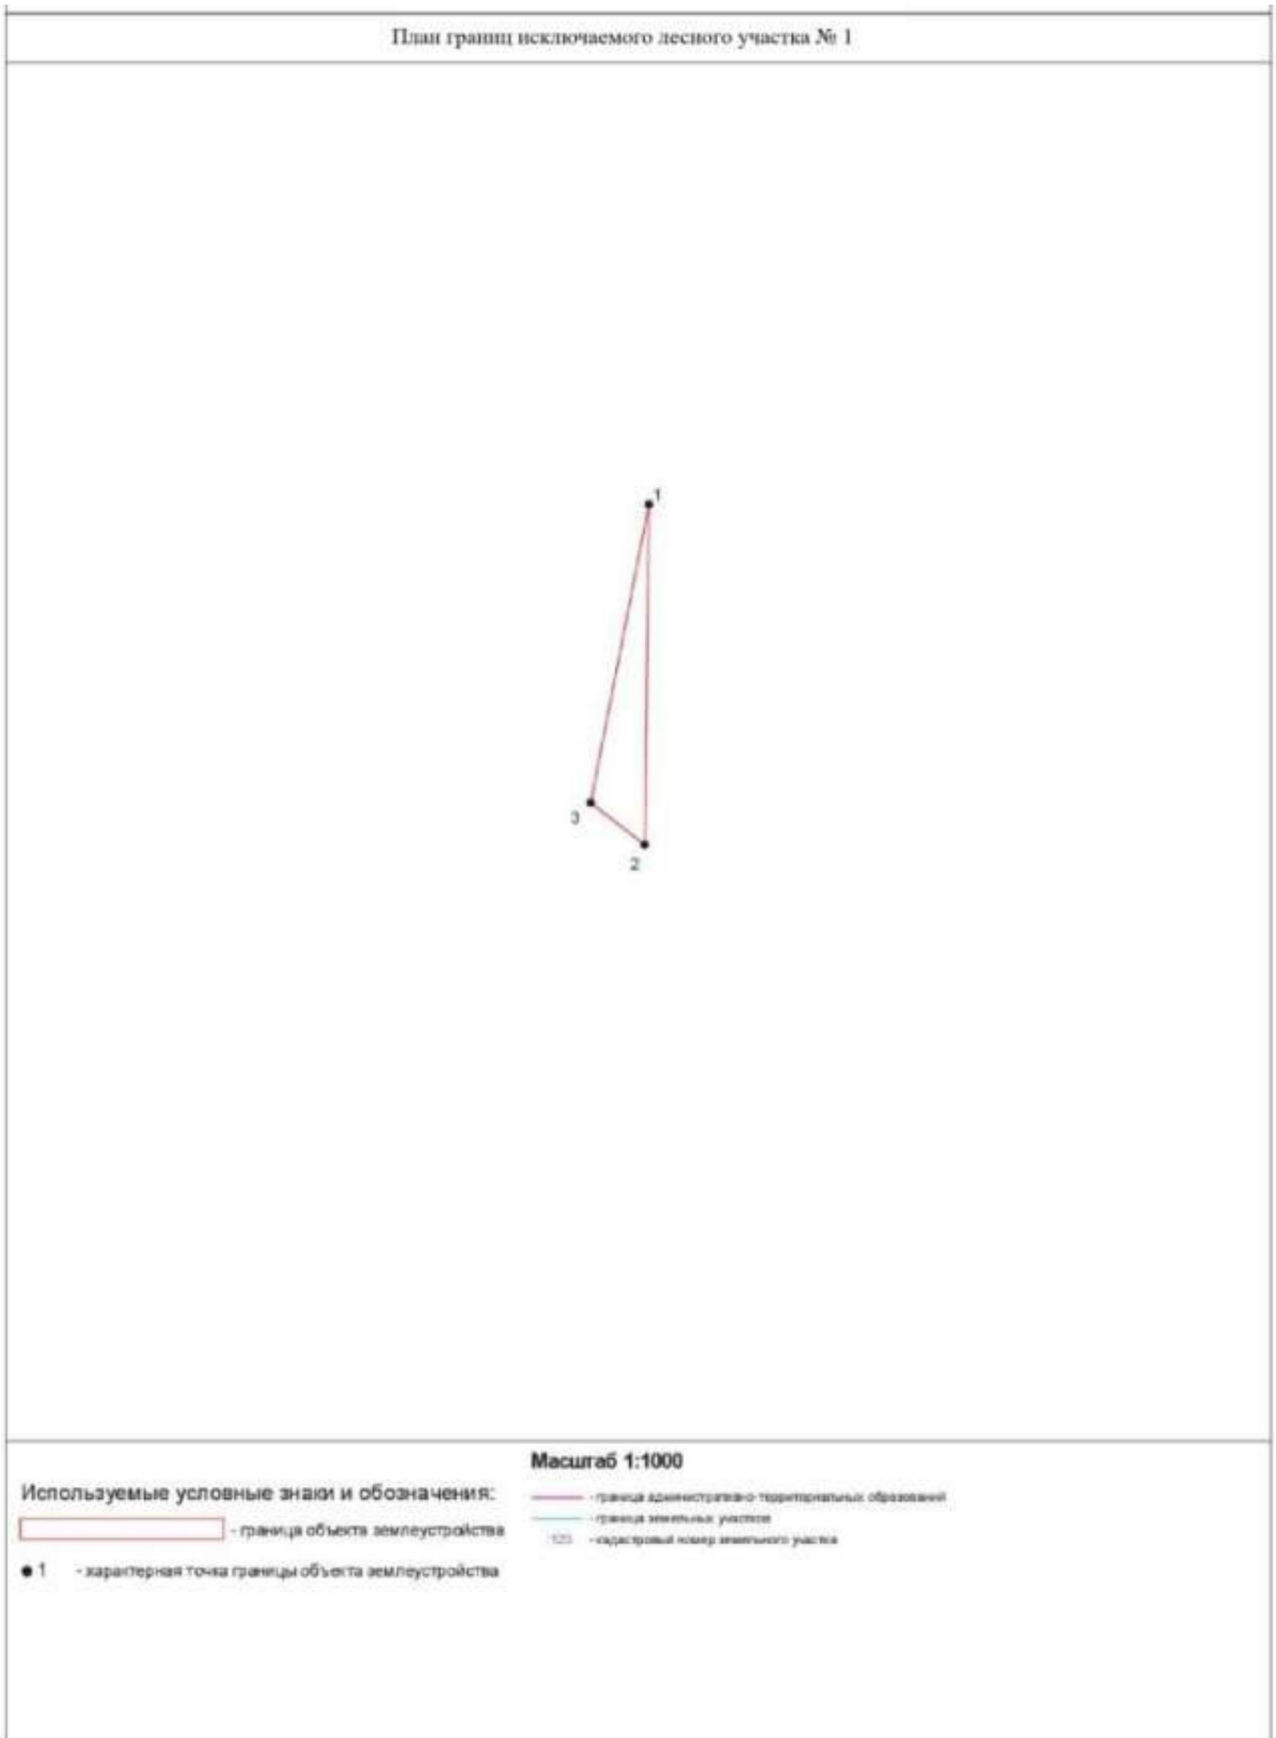 План границ исключаемого лесного участка № 1
1
3
2
Масштаб 1:1000
Используемые условные знаки и обозначения:
- граница объекта землеустройства
● 1 - характерная точка границы объекта землеустройства
- граница административно-территориальных образований
- граница земельных участков
:123 - кадастровый номер земельного участка